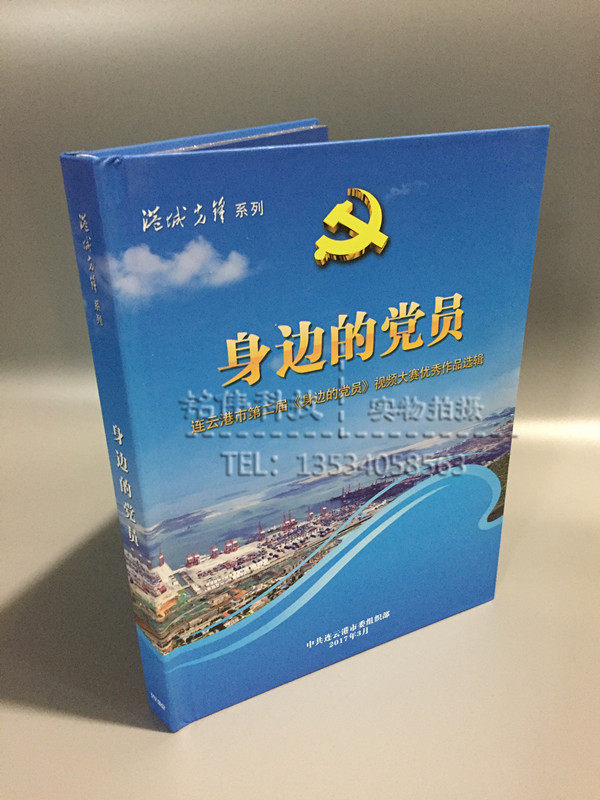 港城先锋 系列
身边的党员
连云港市第二届《身边的党员》视频大赛优秀作品选辑
铭伟科技 实物拍摄
TEL: 13534058563
中共连云港市委组织部
2017年3月
港城先锋 系列
身边的党员